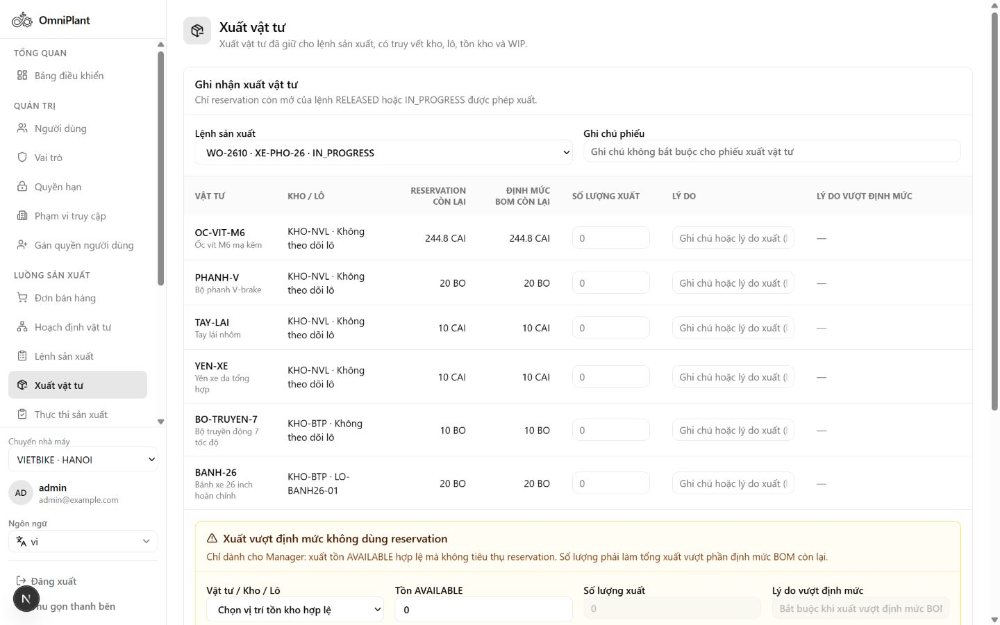 OmniPlant
TỔNG QUAN
Bảng điều khiển
QUẢN TRỊ
Người dùng
Vai trò
Quyền hạn
Phạm vi truy cập
Gán quyền người dùng
LUỒNG SẢN XUẤT
Đơn bán hàng
Hoạch định vật tư
Lệnh sản xuất
Xuất vật tư
Thực thi sản xuất
Chuyển nhà máy
VIETBIKE · HANOI
AD
admin
admin@example.com
Ngôn ngữ
vi
Đăng xuất
N
hu gọn thanh bên
Xuất vật tư
Xuất vật tư đã giữ cho lệnh sản xuất, có truy vết kho, lô, tồn kho và WIP.
Ghi nhận xuất vật tư
Chỉ reservation còn mở của lệnh RELEASED hoặc IN_PROGRESS được phép xuất.
Lệnh sản xuất
WO-2610 · XE-PHO-26 · IN_PROGRESS
Ghi chú phiếu
Ghi chú không bắt buộc cho phiếu xuất vật tư
VẬT TƯ
KHO / LÔ
RESERVATION
CÒN LẠI
ĐỊNH MỨC
BOM CÒN LẠI
SỐ LƯỢNG XUẤT
LÝ DO
LÝ DO VƯỢT ĐỊNH MỨC
OC-VIT-M6
Ốc vít M6 mạ kẽm
KHO-NVL · Không
theo dõi lô
244.8 CAI
244.8 CAI
0
Ghi chú hoặc lý do xuất (
—
PHANH-V
Bộ phanh V-brake
KHO-NVL · Không
theo dõi lô
20 BO
20 BO
0
Ghi chú hoặc lý do xuất (
—
TAY-LAI
Tay lái nhôm
KHO-NVL · Không
theo dõi lô
10 CAI
10 CAI
0
Ghi chú hoặc lý do xuất (
—
YEN-XE
Yên xe da tổng
hợp
KHO-NVL · Không
theo dõi lô
10 CAI
10 CAI
0
Ghi chú hoặc lý do xuất (
—
BO-TRUYEN-7
Bộ truyền động 7
tốc độ
KHO-BTP · Không
theo dõi lô
10 BO
10 BO
0
Ghi chú hoặc lý do xuất (
—
BANH-26
Bánh xe 26 inch
hoàn chỉnh
KHO-BTP · LO-
BANH26-01
20 BO
20 BO
0
Ghi chú hoặc lý do xuất (
—
Xuất vượt định mức không dùng reservation
Chỉ dành cho Manager: xuất tồn AVAILABLE hợp lệ mà không tiêu thụ reservation. Số lượng phải làm tổng xuất vượt phần định mức BOM còn lại.
Vật tư / Kho / Lô
Chọn vị trí tồn kho hợp lệ
Tồn AVAILABLE
0
Số lượng xuất
0
Lý do vượt định mức
Bắt buộc khi xuất vượt định mức BOM